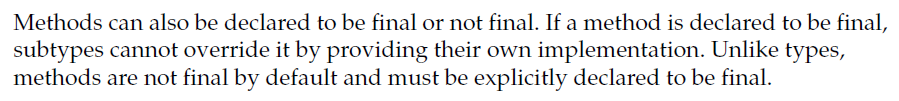 Methods can also be declared to be final or not final. If a method is declared to be final,
subtypes cannot override it by providing their own implementation. Unlike types,
methods are not final by default and must be explicitly declared to be final.